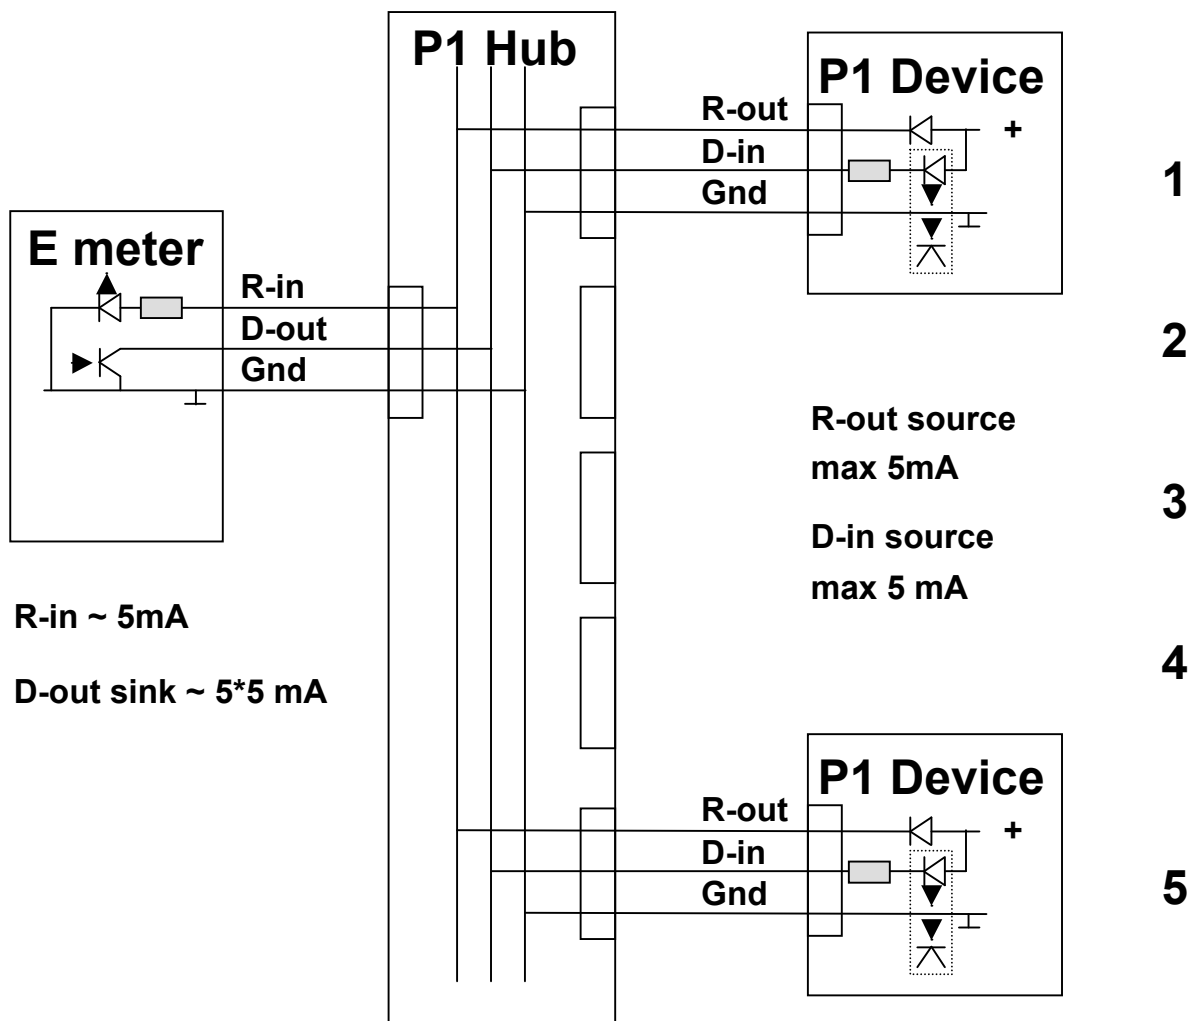 P1 Hub
P1 Device
R-out
+
D-in
1
Gnd
E meter
R-in
D-out
2
Gnd
R-out source
max 5mA
3
D-in source
max 5 mA
R-in ~ 5mA
4
D-out sink ~ 5*5 mA
P1 Device
R-out
+
D-in
Gnd
5